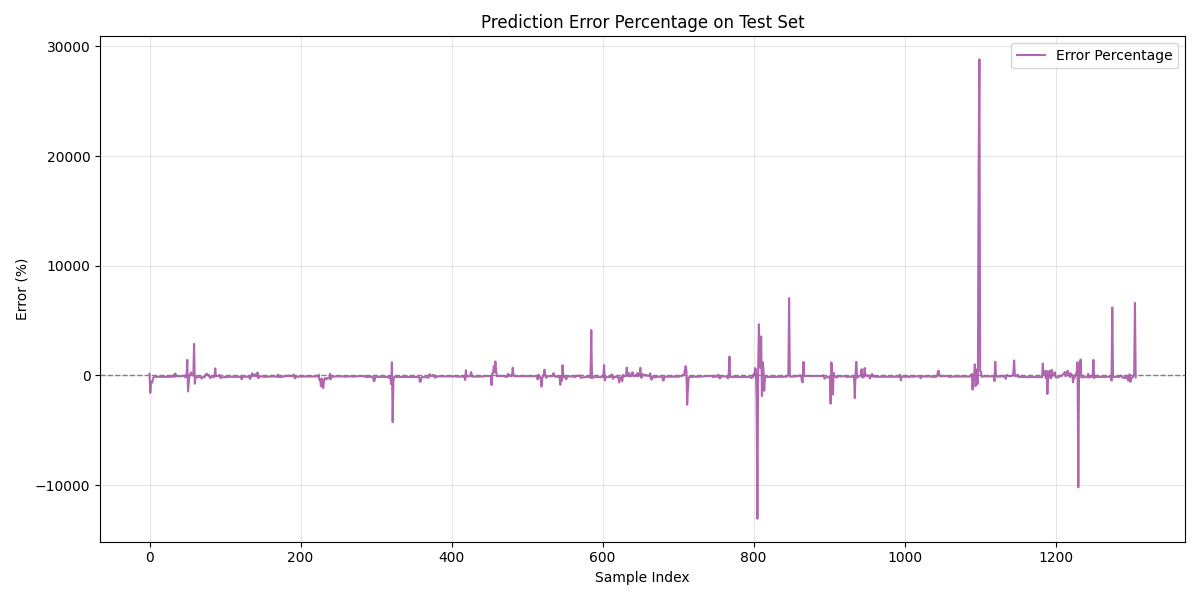 Prediction Error Percentage on Test Set
Error Percentage
Error (%)
30000
20000
10000
0
−10000
0 200 400 600 800 1000 1200
Sample Index